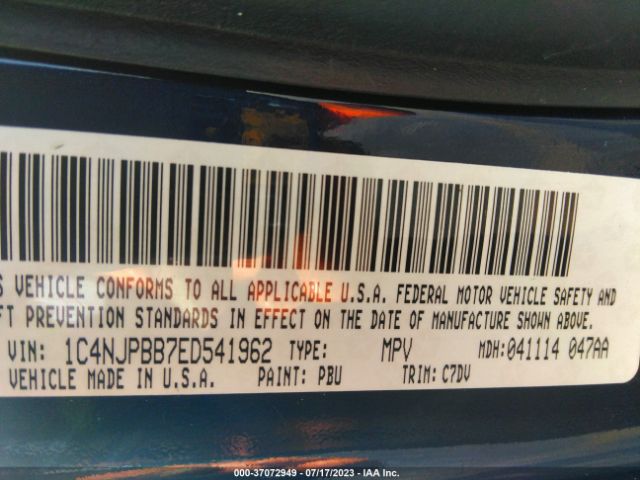 VEHICLE CONFORMS TO ALL APPLICABLE U.S.A. FEDERAL MOTOR VEHICLE SAFETY AND
PREVENTION STANDARDS IN EFFECT ON THE DATE OF MANUFACTURE SHOWN ABOVE.
VIN: 1C4NJPBB7ED541962 TYPE: MPV MDH:041114 047AA
VEHICLE MADE IN U.S.A. PAINT: PBU TRIM: C7DV
000-37072949 - 07/17/2023 - IAA Inc.